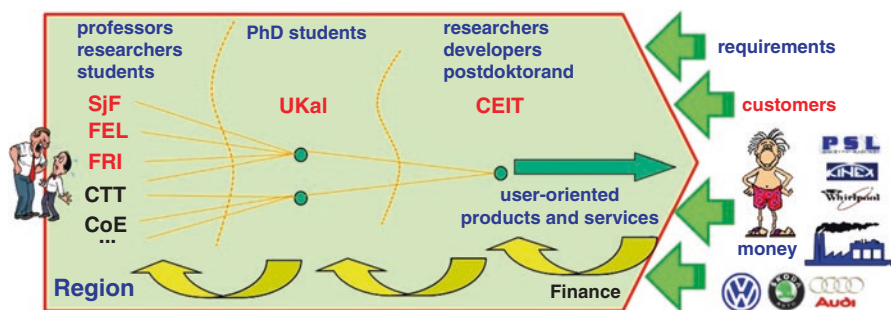 professors
researchers
students
PhD students
researchers
developers
postdoktorand
requirements
SjF
UKaI
CEIT
customers
FEL
FRI
CTT
CoE
...
user-oriented
products and services
PSL
KINEX
Whirlpool
money
Region
Finance
ŠKODA
Audi